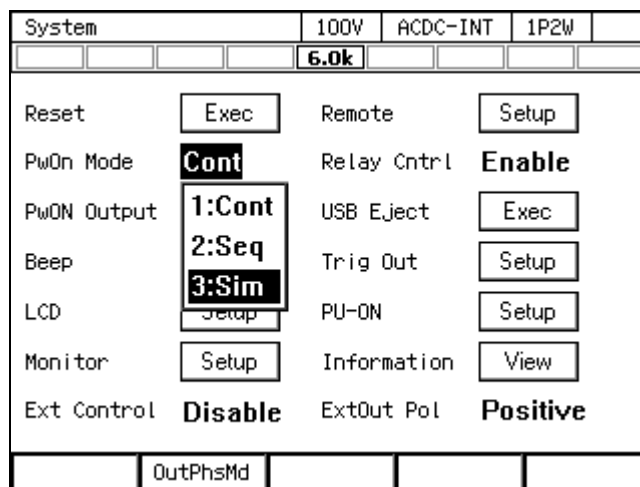 System 100V ACDC-INT 1P2W
6.0k
Reset Exec Remote Setup
PwOn Mode Cont Relay Cntrl Enable
PwON Output 1:Cont USB Eject Exec
2:Seq
Beep Trig Out Setup
3:Sim
LCD Setup PU-ON Setup
Monitor Setup Information View
Ext Control Disable ExtOut Pol Positive
OutPhsMd